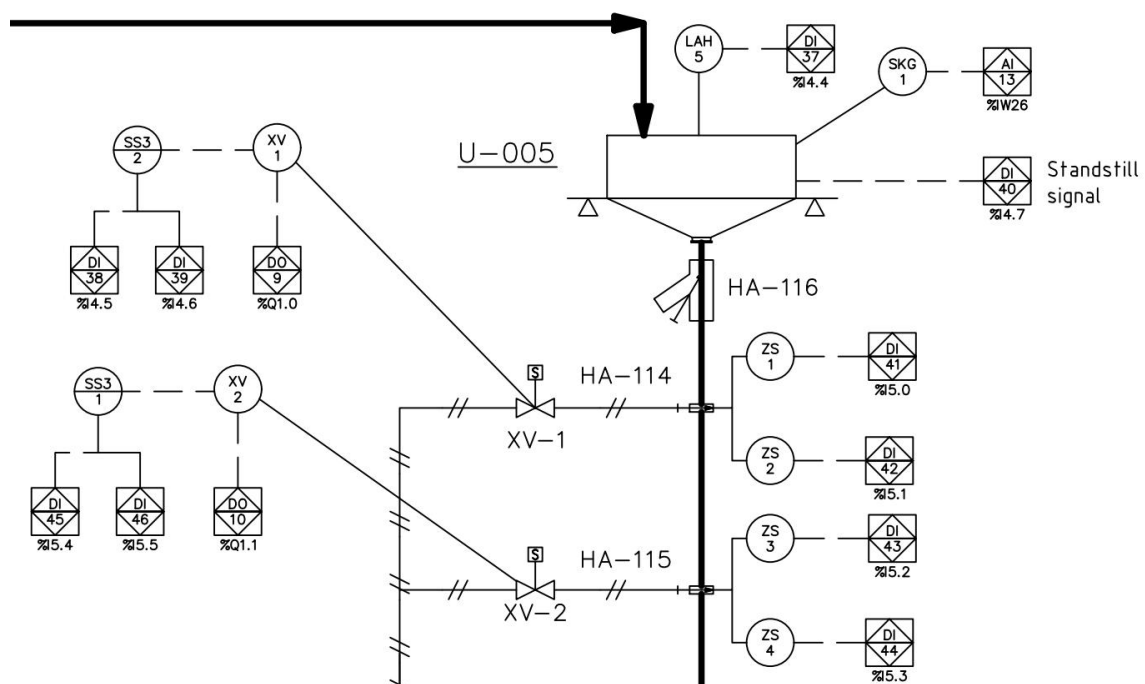 LAH
5
DI
37
%I4.4
SKG
1
AI
13
%IW26
SS3
2
XV
1
U-005
DI
40
%I4.7
Standstill
signal
DI
38
%I4.5
DI
39
%I4.6
DO
9
%Q1.0
HA-116
ZS
1
DI
41
%I5.0
SS3
1
XV
2
S
HA-114
XV-1
ZS
2
DI
42
%I5.1
DI
45
%I5.4
DI
46
%I5.5
DO
10
%Q1.1
ZS
3
DI
43
%I5.2
S
HA-115
XV-2
ZS
4
DI
44
%I5.3